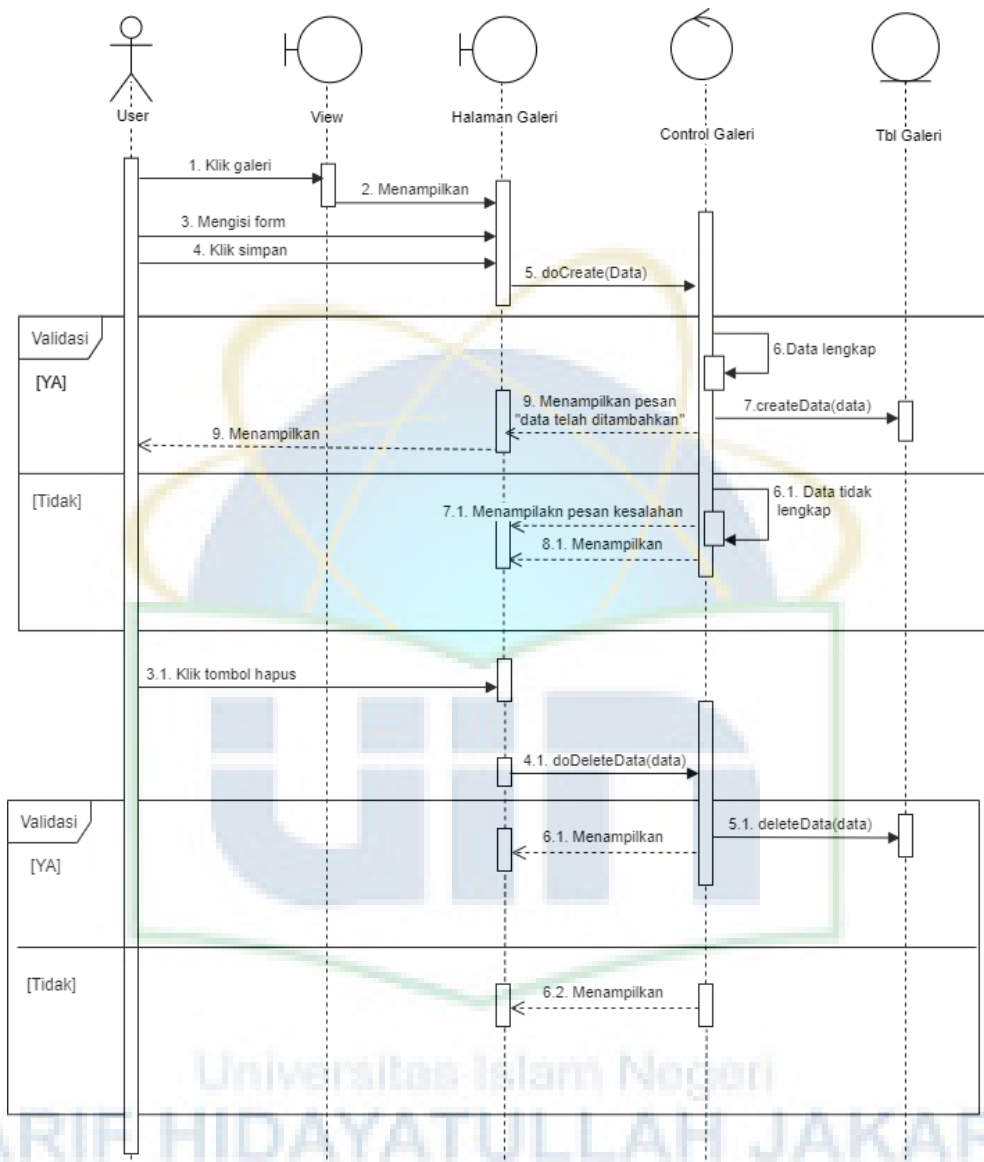 User
View
Halaman Galeri
Control Galeri
Tbl Galeri
1. Klik galeri
2. Menampilkan
3. Mengisi form
4. Klik simpan
5. doCreate(Data)
Validasi
6.Data lengkap
[YA]
9. Menampilkan pesan
"data telah ditambahkan"
7.createData(data)
9. Menampilkan
[Tidak]
6.1. Data tidak
lengkap
7.1. Menampilakn pesan kesalahan
8.1. Menampilkan
3.1. Klik tombol hapus
4.1. doDeleteData(data)
Validasi
5.1. deleteData(data)
6.1. Menampilkan
[YA]
[Tidak]
6.2. Menampilkan
uin
Universitas Islam Negeri
ARIF HIDAYATULLAH JAKAR